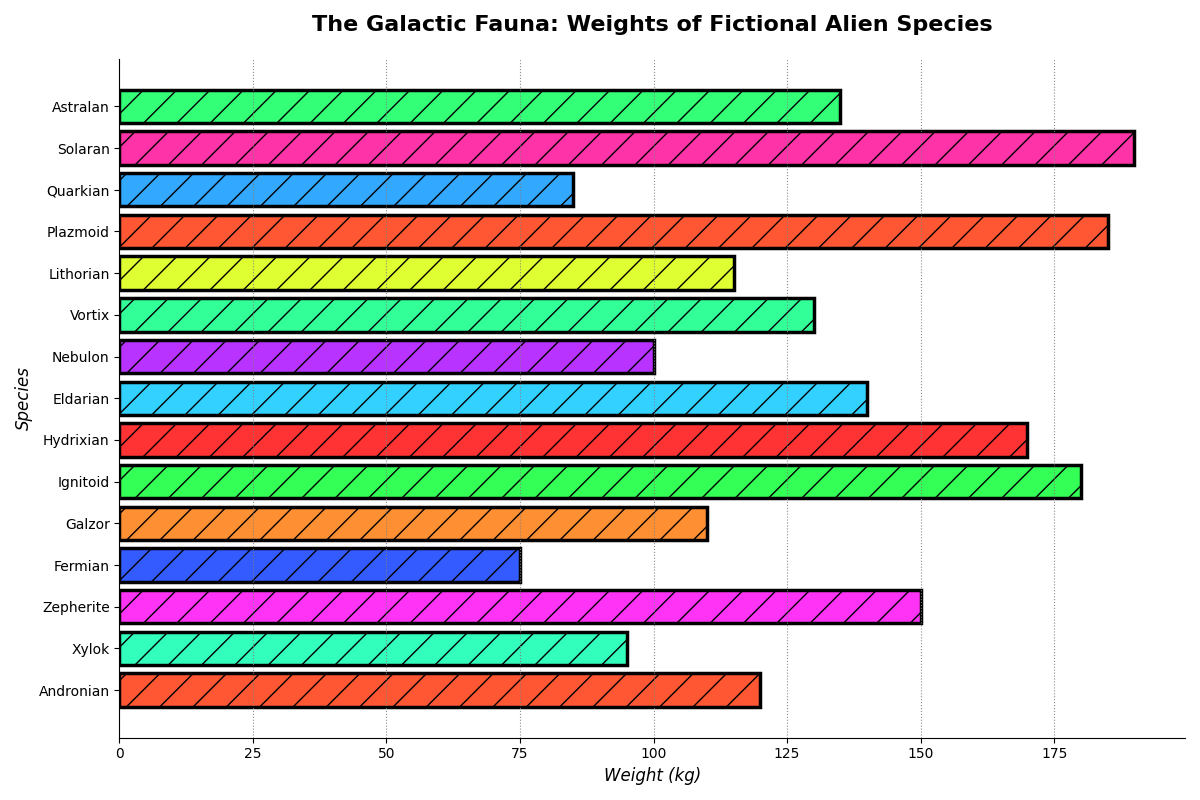 The Galactic Fauna: Weights of Fictional Alien Species
Species
Astralan
Solaran
Quarkian
Plazmoid
Lithorian
Vortix
Nebulon
Eldarian
Hydrixian
Ignitoid
Galzor
Fermian
Zepherite
Xylok
Andronian
0 25 50 75 100 125 150 175
Weight (kg)